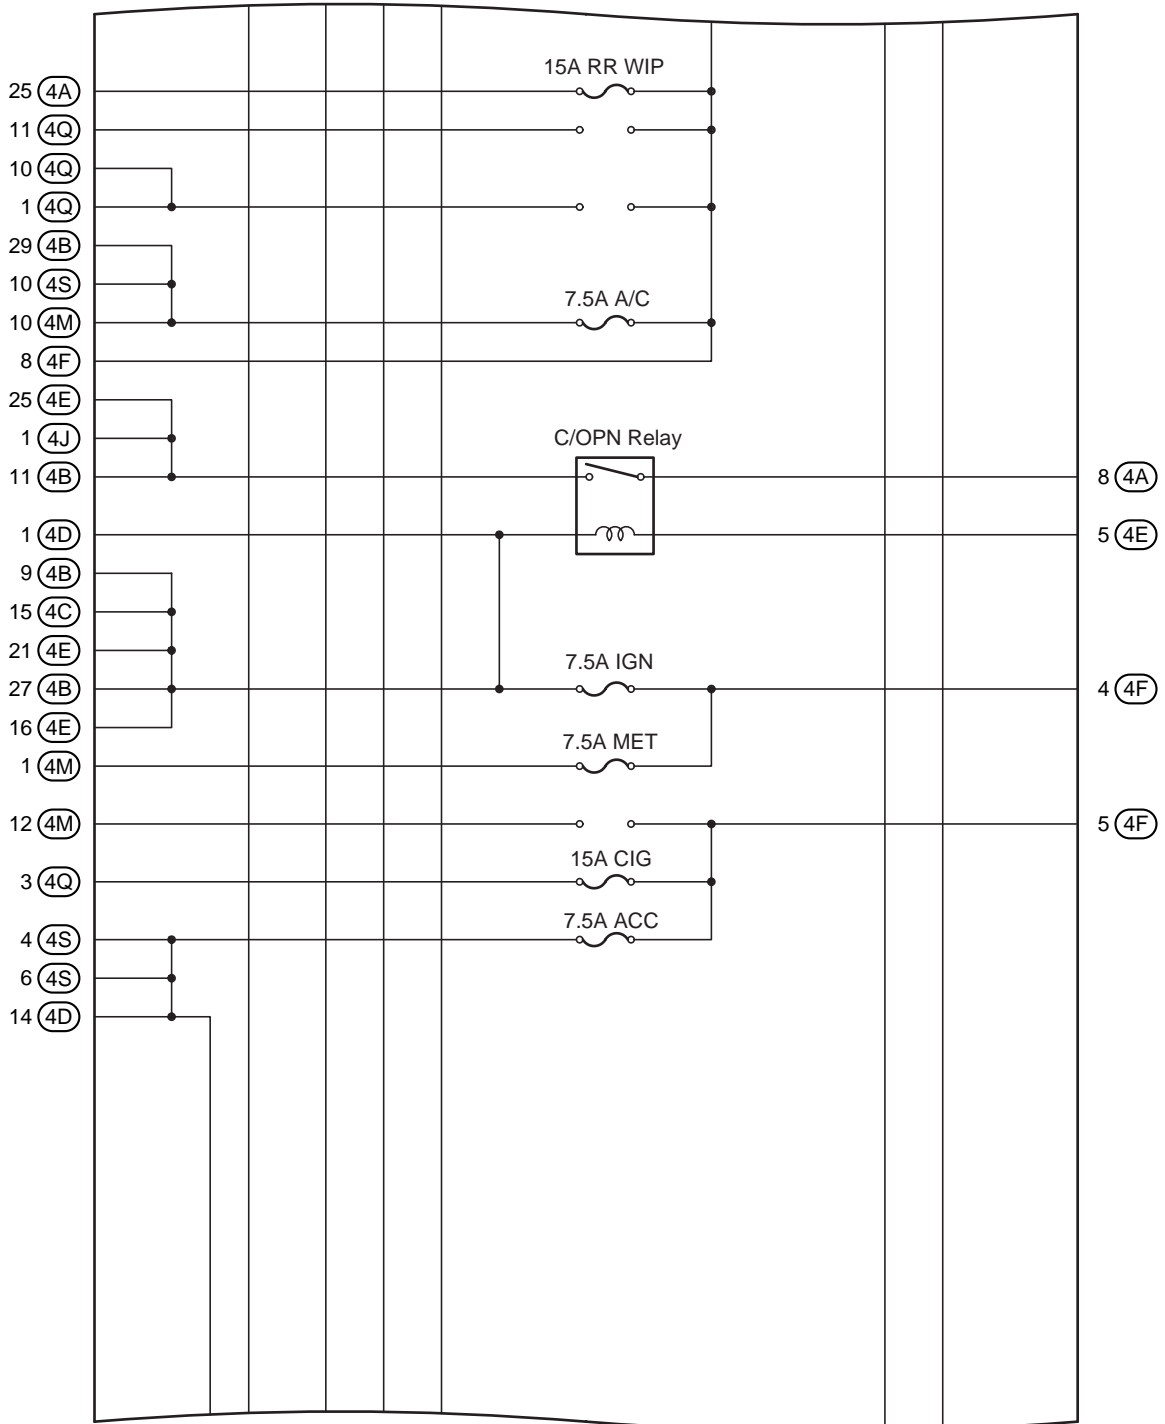 15A RR WIP
25 4A
11 4Q
10 4Q
1 4Q
29 4B
10 4S
7.5A A/C
10 4M
8 4F
25 4E
1 4J
C/OPN Relay
11 4B
8 4A
1 4D
5 4E
9 4B
15 4C
21 4E
7.5A IGN
27 4B
4 4F
16 4E
7.5A MET
1 4M
12 4M
5 4F
15A CIG
3 4Q
7.5A ACC
4 4S
6 4S
14 4D